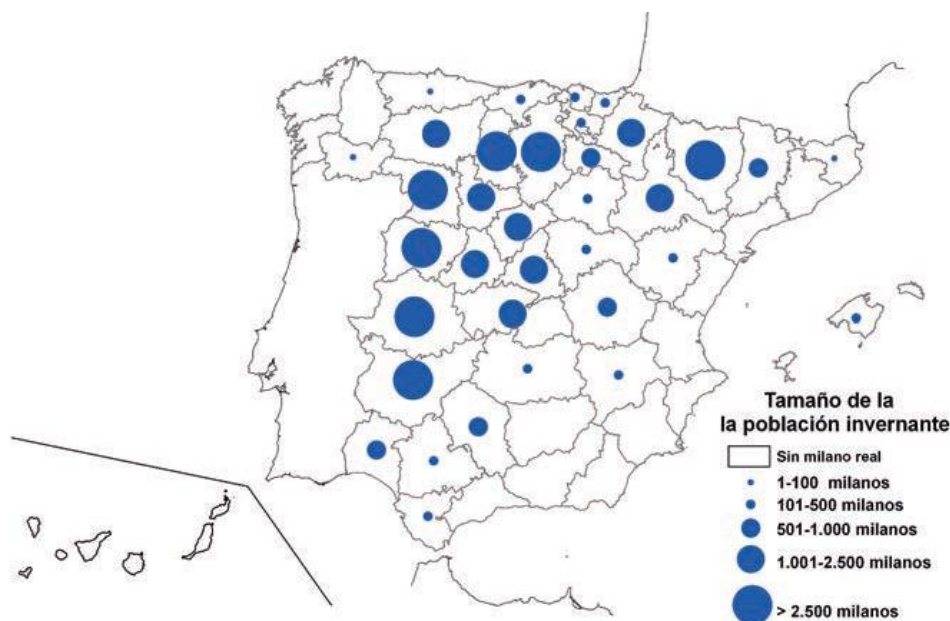 Tamaño de la
la población invernante
Sin milano real
1-100 milanos
101-500 milanos
501-1.000 milanos
1.001-2.500 milanos
> 2.500 milanos